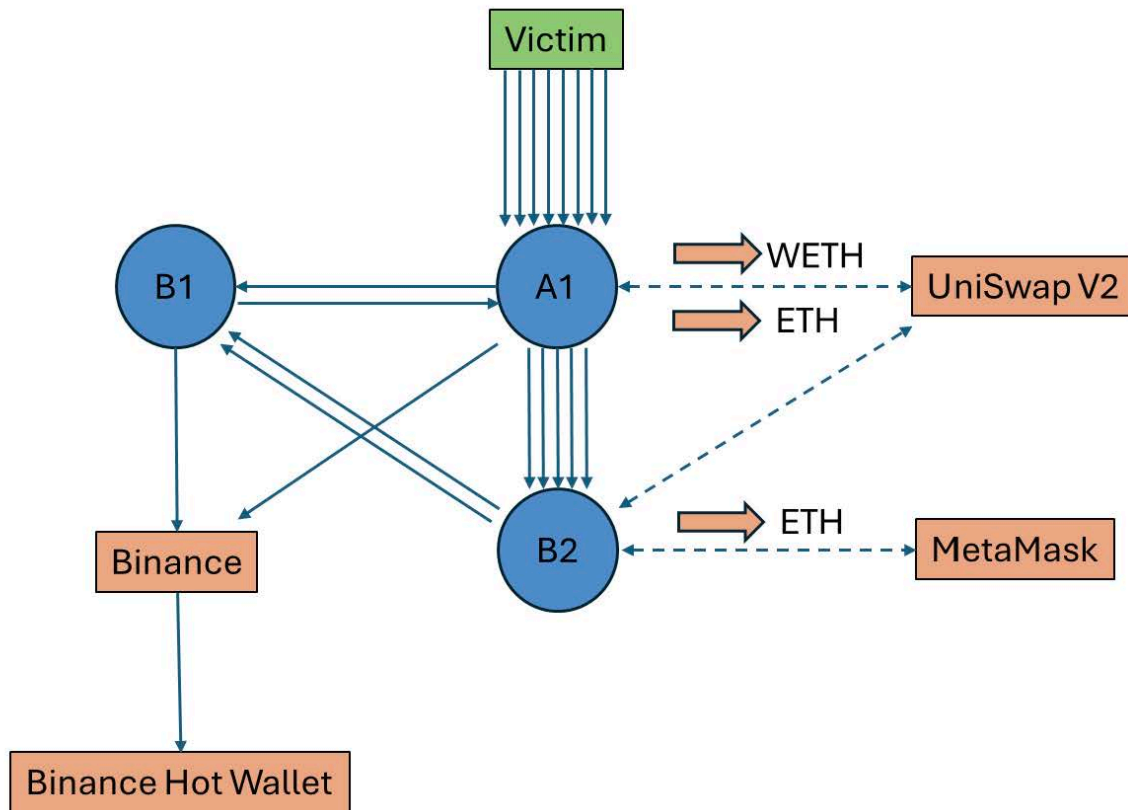 Victim
WETH
B1
A1
UniSwap V2
ETH
ETH
Binance
B2
MetaMask
Binance Hot Wallet